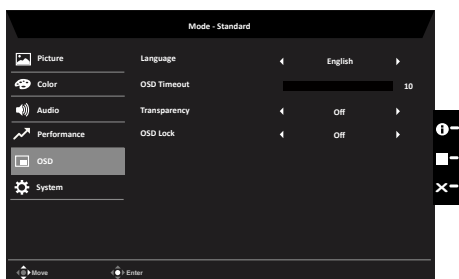 Mode - Standard
Picture
Language
English
Color
OSD Timeout
10
Audio
Transparency
Off
Performance
OSD Lock
Off
OSD
System
Move
Enter